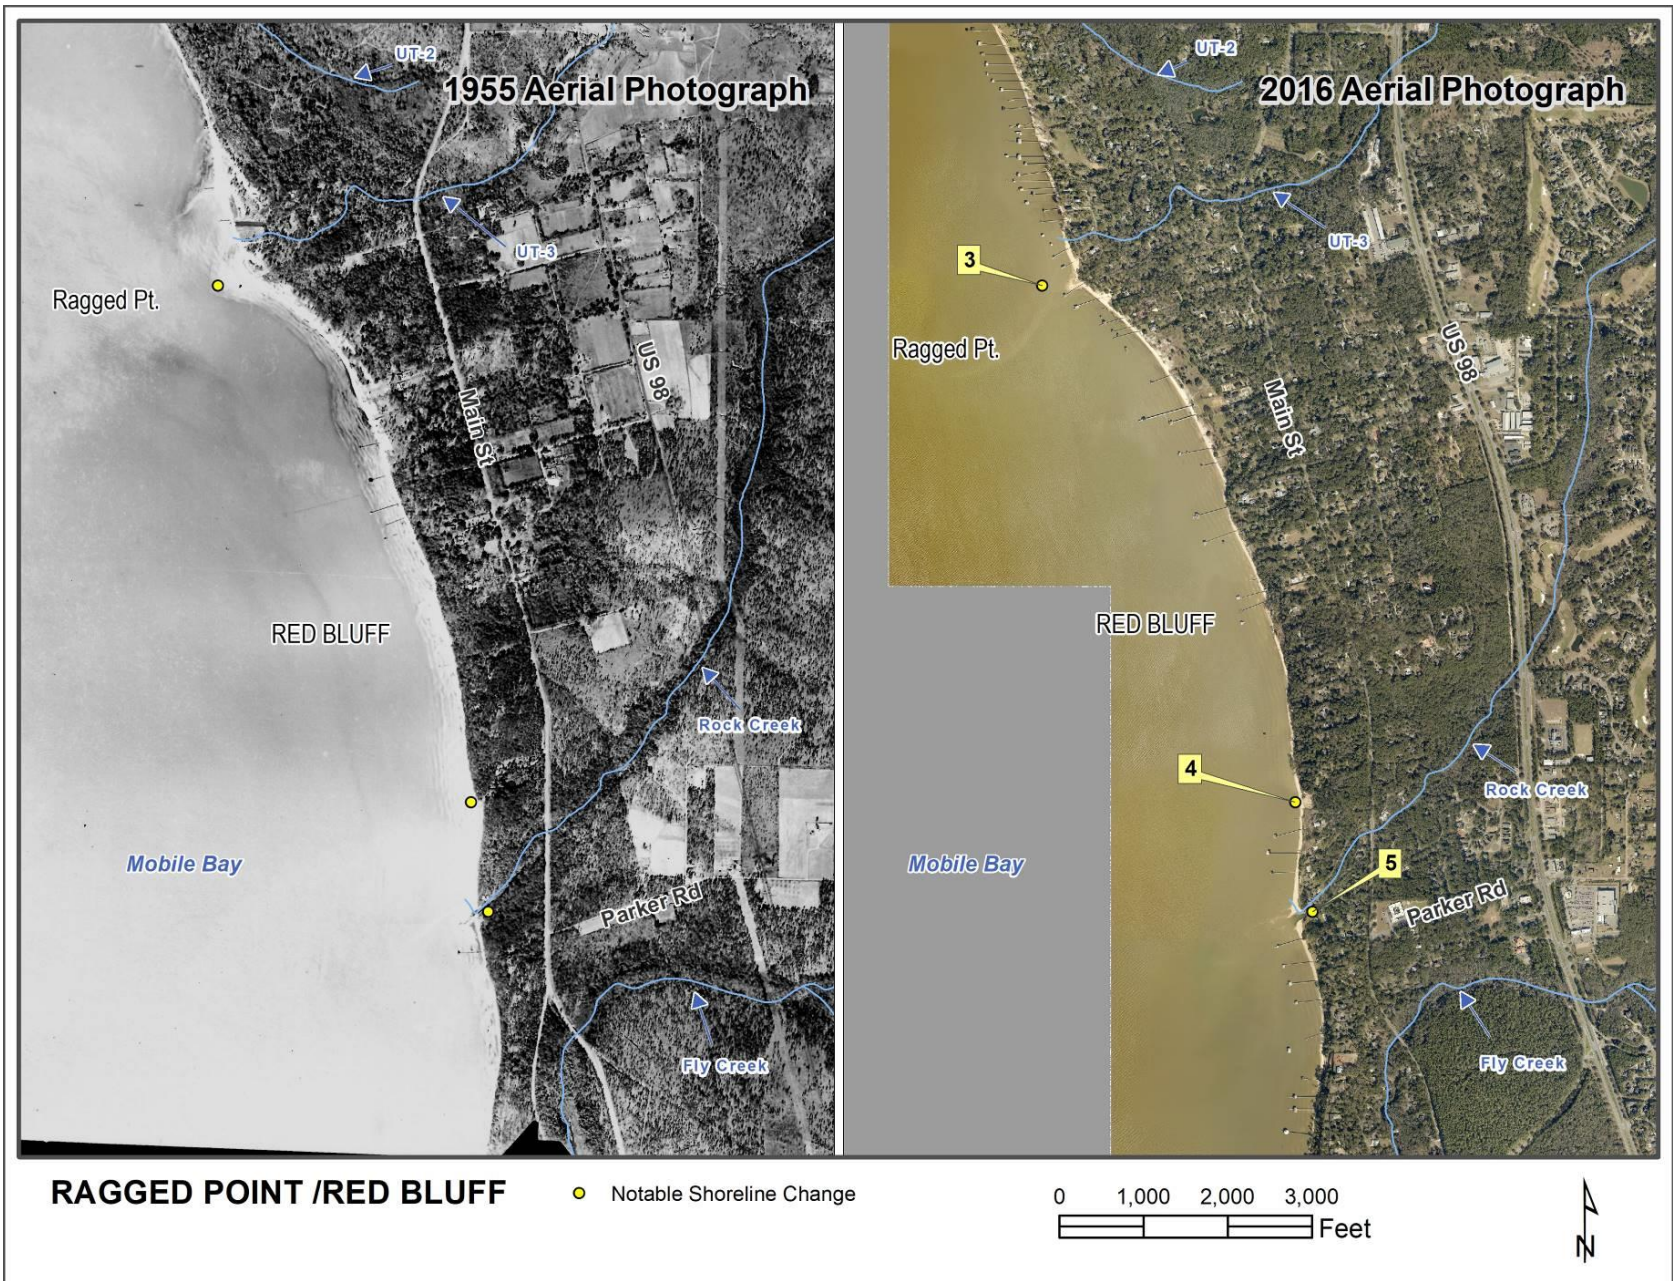 UT-2
1955 Aerial Photograph
UT-3
Ragged Pt.
US 98
Main St
RED BLUFF
Rock Creek
Mobile Bay
Parker Rd
Fly Creek
UT-2
2016 Aerial Photograph
UT-3
3
Ragged Pt.
US 98
Main St
RED BLUFF
4
Rock Creek
Mobile Bay
5
Parker Rd
Fly Creek
RAGGED POINT /RED BLUFF
Notable Shoreline Change
0 1,000 2,000 3,000
Feet
N